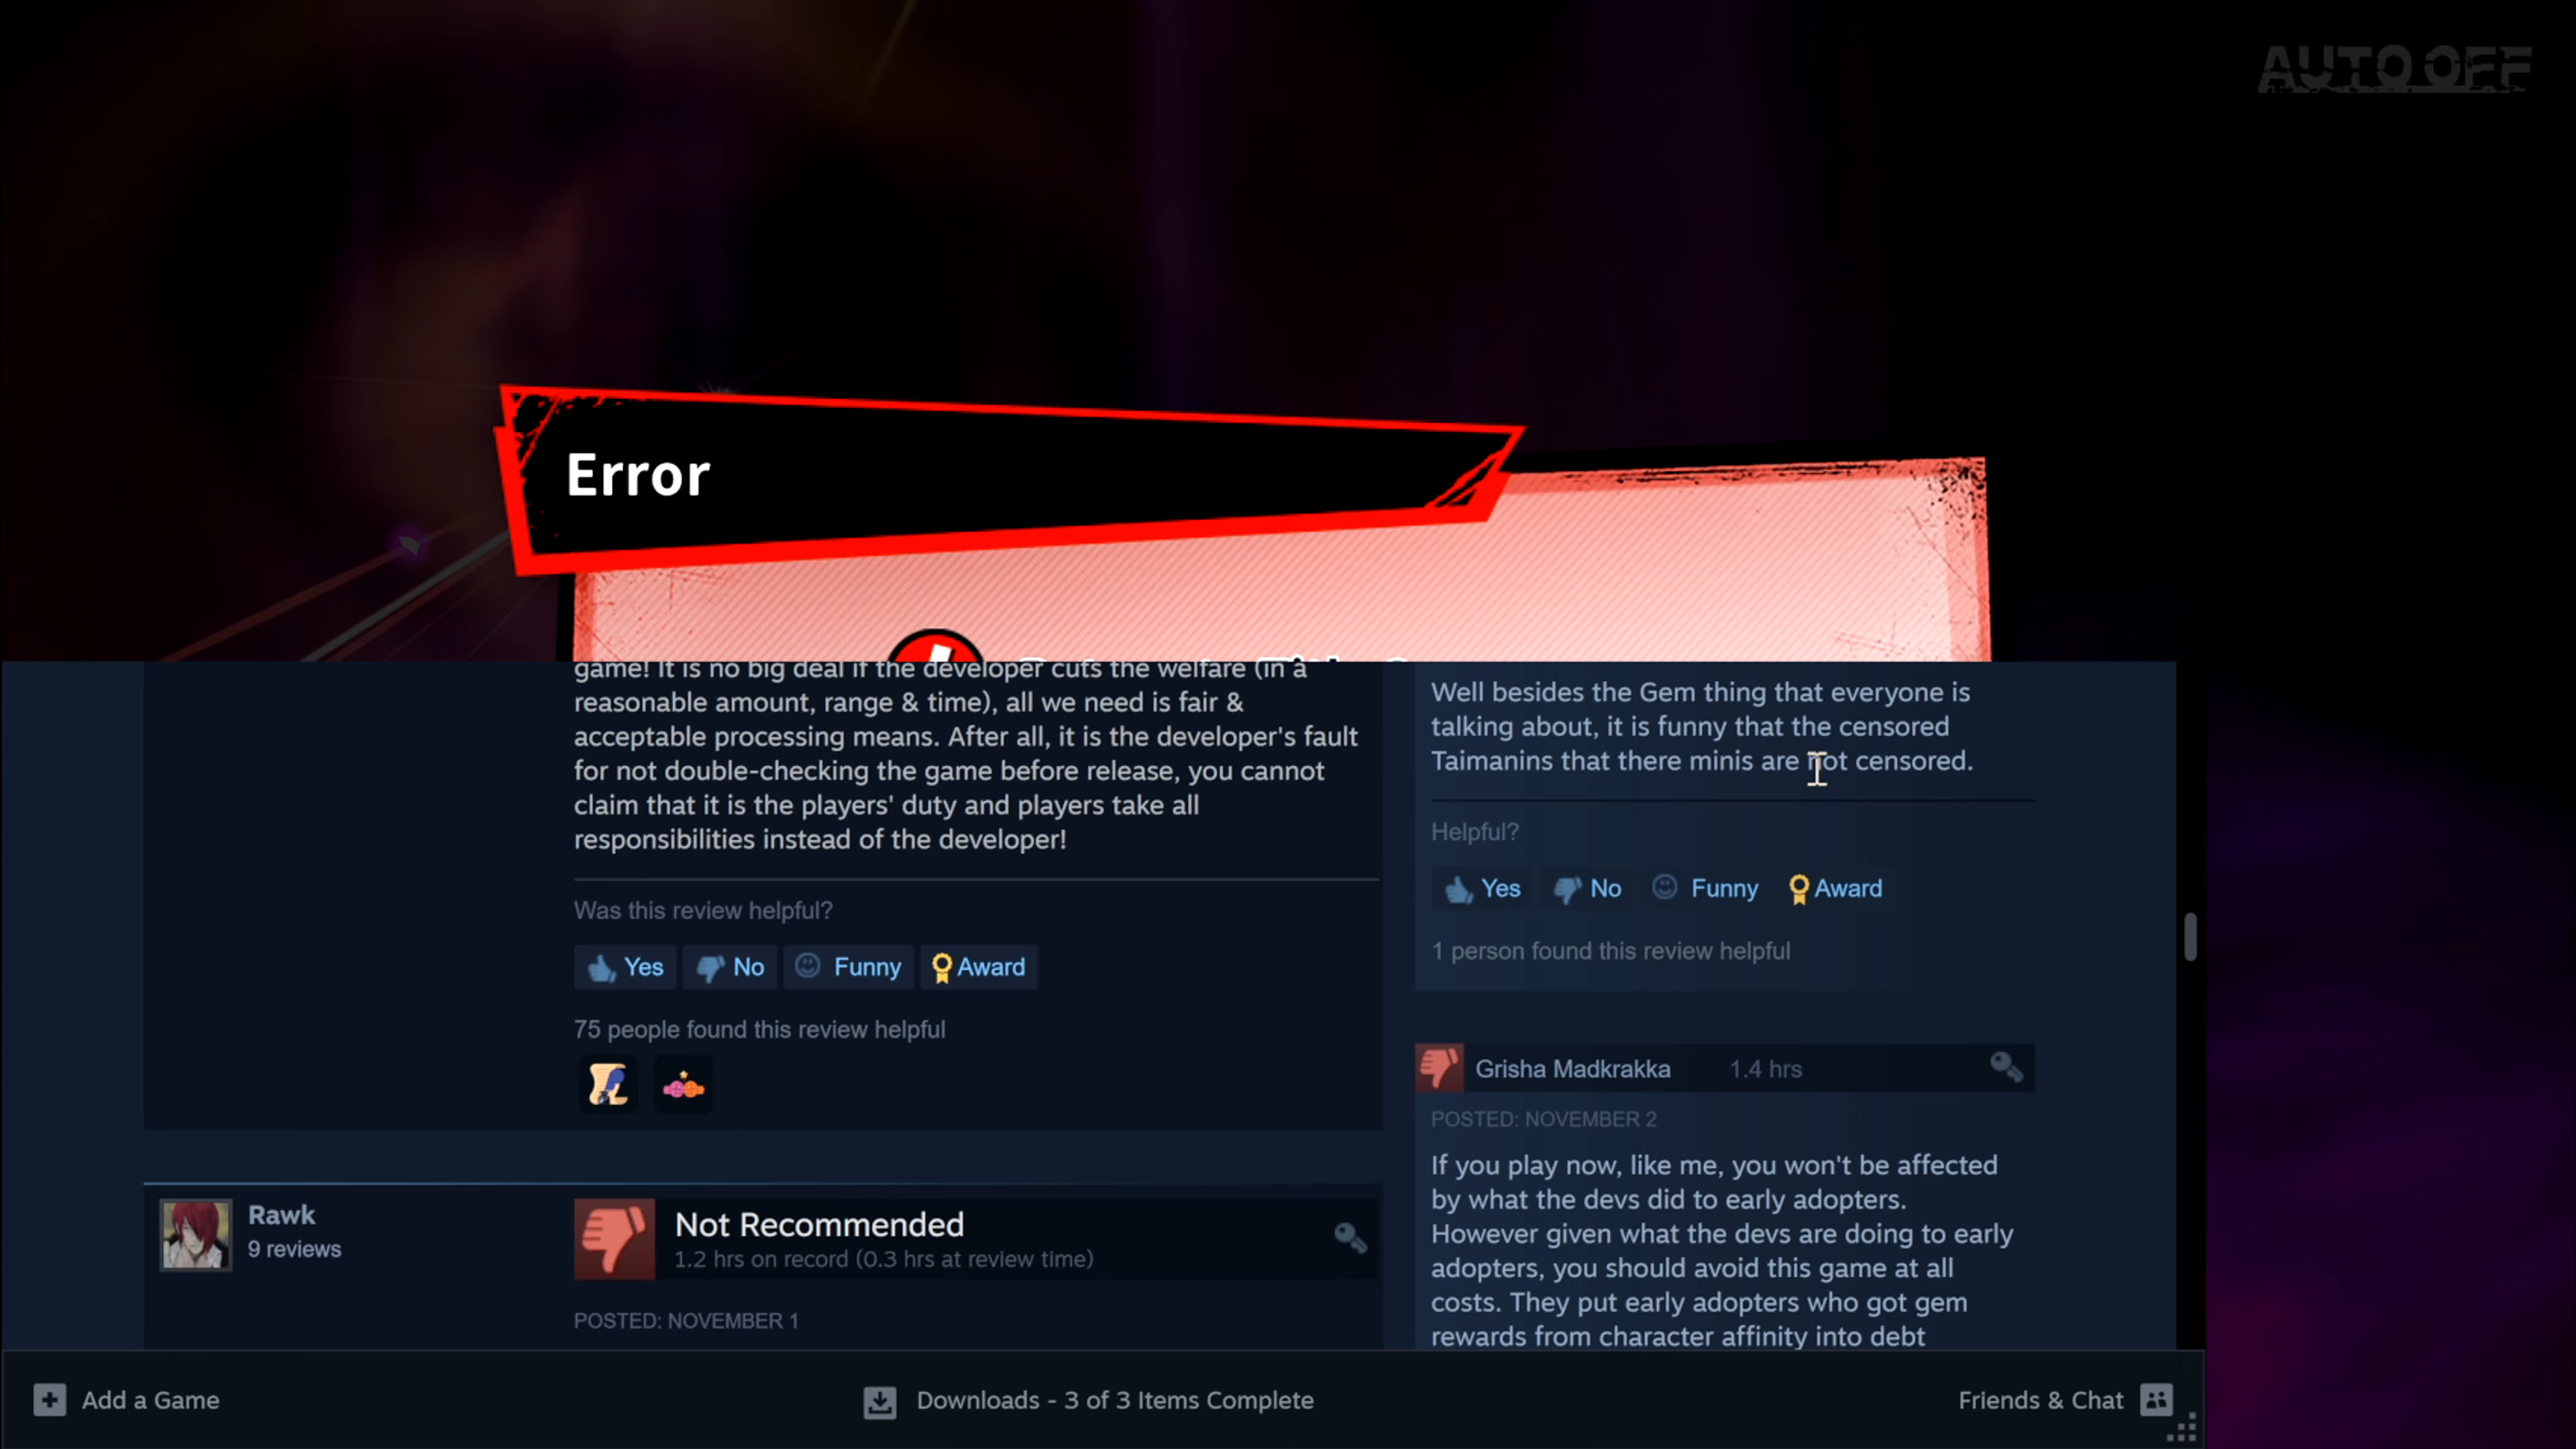 AUTO OFF
Error
game! It is no big deal if the developer cuts the welfare (in a
reasonable amount, range & time), all we need is fair &
acceptable processing means. After all, it is the developer's fault
for not double-checking the game before release, you cannot
claim that it is the players' duty and players take all
responsibilities instead of the developer!
Was this review helpful?
Yes No Funny Award
75 people found this review helpful
Rawk
9 reviews
Not Recommended
1.2 hrs on record (0.3 hrs at review time)
POSTED: NOVEMBER 1
Well besides the Gem thing that everyone is
talking about, it is funny that the censored
Taimanins that there minis are not censored.
Helpful?
Yes No Funny Award
1 person found this review helpful
Grisha Madkrakka 1.4 hrs
POSTED: NOVEMBER 2
If you play now, like me, you won't be affected
by what the devs did to early adopters.
However given what the devs are doing to early
adopters, you should avoid this game at all
costs. They put early adopters who got gem
rewards from character affinity into debt
Add a Game
Downloads - 3 of 3 Items Complete
Friends & Chat